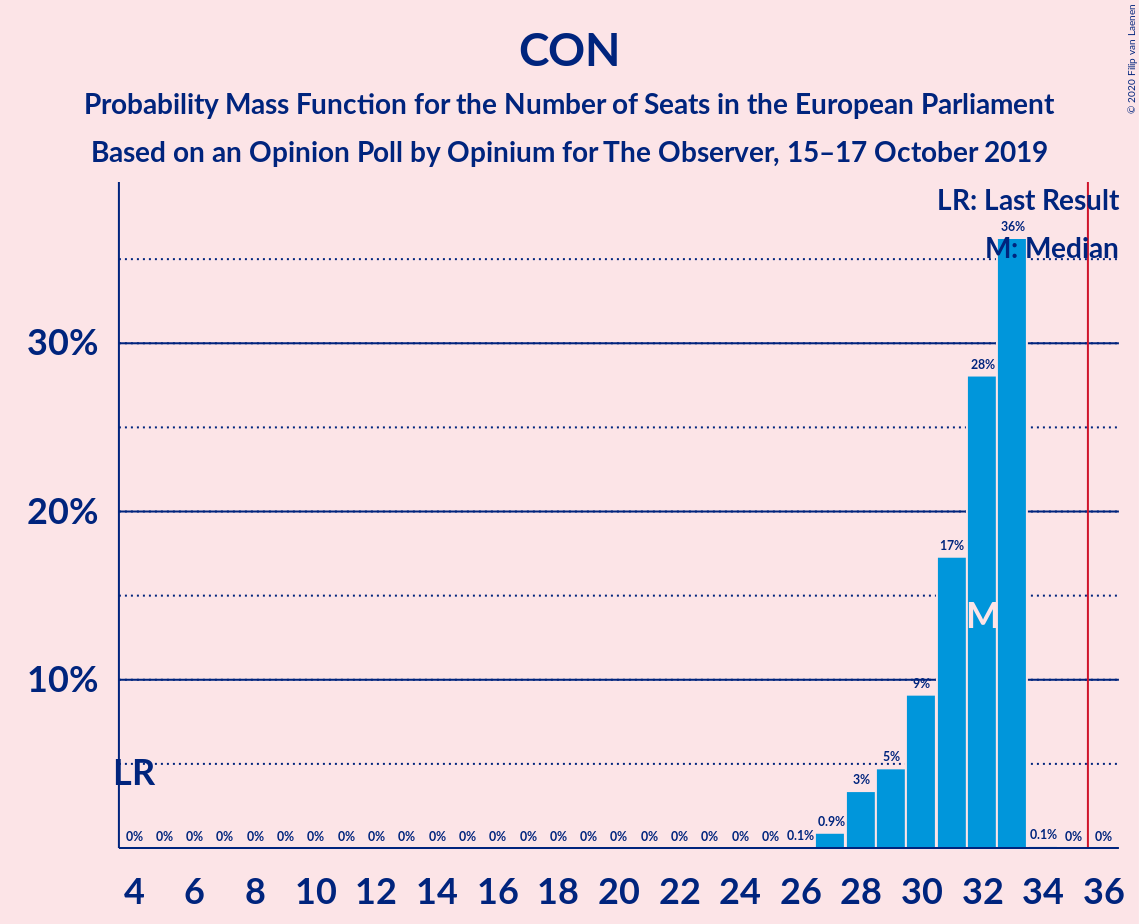 CON
Probability Mass Function for the Number of Seats in the European Parliament
Based on an Opinion Poll by Opinium for The Observer, 15–17 October 2019
© 2020 Filip van Laenen
LR: Last Result
M: Median
36%
30%
28%
20%
17%
M
10%
9%
LR
5%
3%
0% 0% 0% 0% 0% 0% 0% 0% 0% 0% 0% 0% 0% 0% 0% 0% 0% 0% 0% 0% 0% 0% 0.1% 0.9% 0.1% 0% 0%
4 6 8 10 12 14 16 18 20 22 24 26 28 30 32 34 36